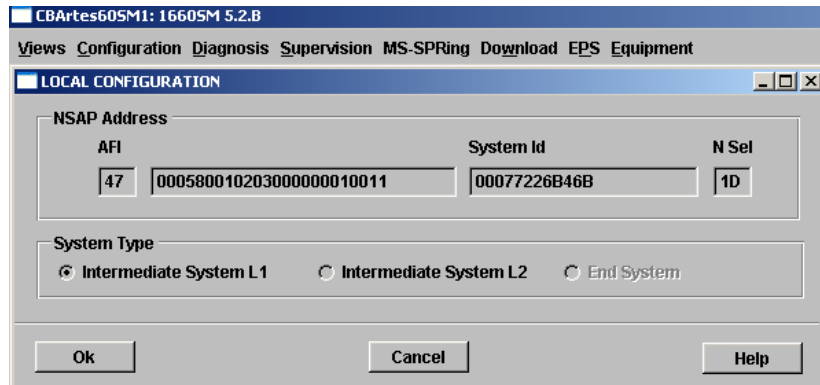 CBArtes60SM1: 1660SM 5.2.B
Views Configuration Diagnosis Supervision MS-SPRing Download EPS Equipment
LOCAL CONFIGURATION
NSAP Address
AFI System Id N Sel
47 000580010203000000010011 00077226B46B 1D
System Type
Intermediate System L1 Intermediate System L2 End System
Ok Cancel Help